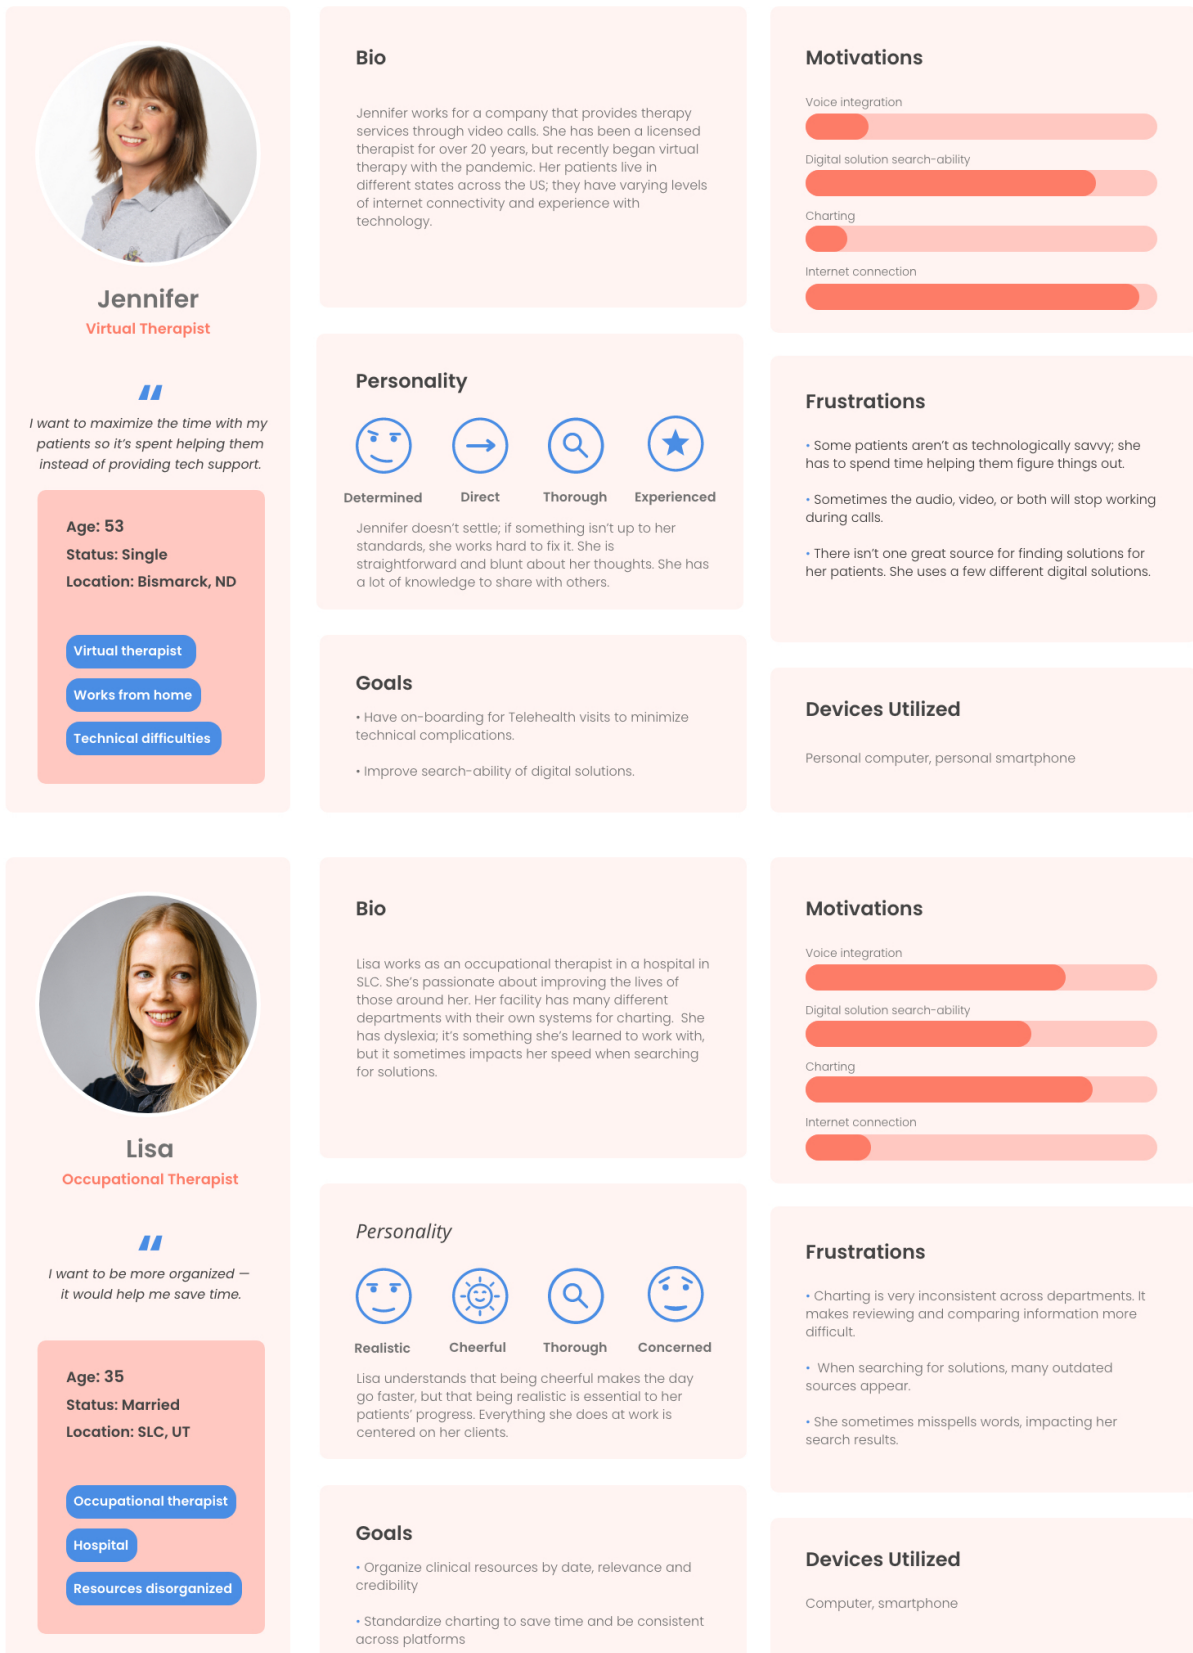 Jennifer
Virtual Therapist
“
I want to maximize the time with my
patients so it’s spent helping them
instead of providing tech support.
Age: 53
Status: Single
Location: Bismarck, ND
Virtual therapist
Works from home
Technical difficulties
Bio
Jennifer works for a company that provides therapy
services through video calls. She has been a licensed
therapist for over 20 years, but recently began virtual
therapy with the pandemic. Her patients live in
different states across the US; they have varying levels
of internet connectivity and experience with
technology.
Personality
Determined
Direct
Thorough
Experienced
Jennifer doesn’t settle; if something isn’t up to her
standards, she works hard to fix it. She is
straightforward and blunt about her thoughts. She has
a lot of knowledge to share with others.
Goals
• Have on-boarding for Telehealth visits to minimize
technical complications.
• Improve search-ability of digital solutions.
Motivations
Voice integration
Digital solution search-ability
Charting
Internet connection
Frustrations
• Some patients aren’t as technologically savvy; she
has to spend time helping them figure things out.
• Sometimes the audio, video, or both will stop working
during calls.
• There isn’t one great source for finding solutions for
her patients. She uses a few different digital solutions.
Devices Utilized
Personal computer, personal smartphone
Lisa
Occupational Therapist
“
I want to be more organized —
it would help me save time.
Age: 35
Status: Married
Location: SLC, UT
Occupational therapist
Hospital
Resources disorganized
Bio
Lisa works as an occupational therapist in a hospital in
SLC. She’s passionate about improving the lives of
those around her. Her facility has many different
departments with their own systems for charting.  She
has dyslexia; it’s something she’s learned to work with,
but it sometimes impacts her speed when searching
for solutions.
Personality
Realistic
Cheerful
Thorough
Concerned
Lisa understands that being cheerful makes the day
go faster, but that being realistic is essential to her
patients’ progress. Everything she does at work is
centered on her clients.
Goals
• Organize clinical resources by date, relevance and
credibility
• Standardize charting to save time and be consistent
across platforms
Motivations
Voice integration
Digital solution search-ability
Charting
Internet connection
Frustrations
• Charting is very inconsistent across departments. It
makes reviewing and comparing information more
difficult.
•  When searching for solutions, many outdated
sources appear.
• She sometimes misspells words, impacting her
search results.
Devices Utilized
Computer, smartphone